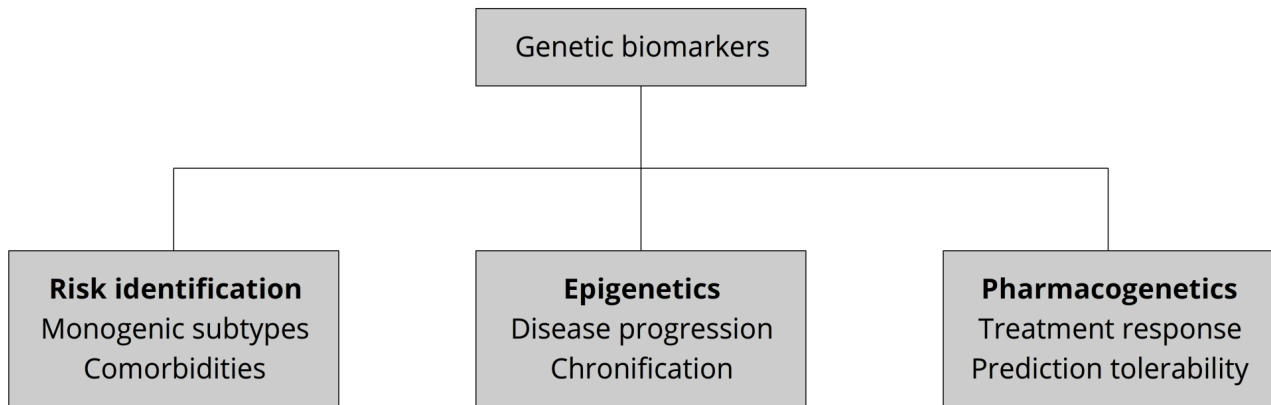 Genetic biomarkers
Risk identification
Monogenic subtypes
Comorbidities
Epigenetics
Disease progression
Chronification
Pharmacogenetics
Treatment response
Prediction tolerability